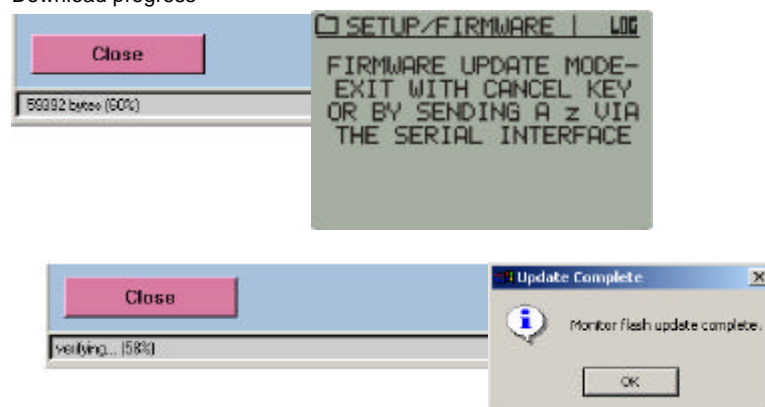 Download progress
Close
59392 bytes (60%)
SETUP/FIRMWARE | LOG
FIRMWARE UPDATE MODE-
EXIT WITH CANCEL KEY
OR BY SENDING A z VIA
THE SERIAL INTERFACE
Close
verifying... (58%)
Update Complete
Monitor flash update complete.
OK